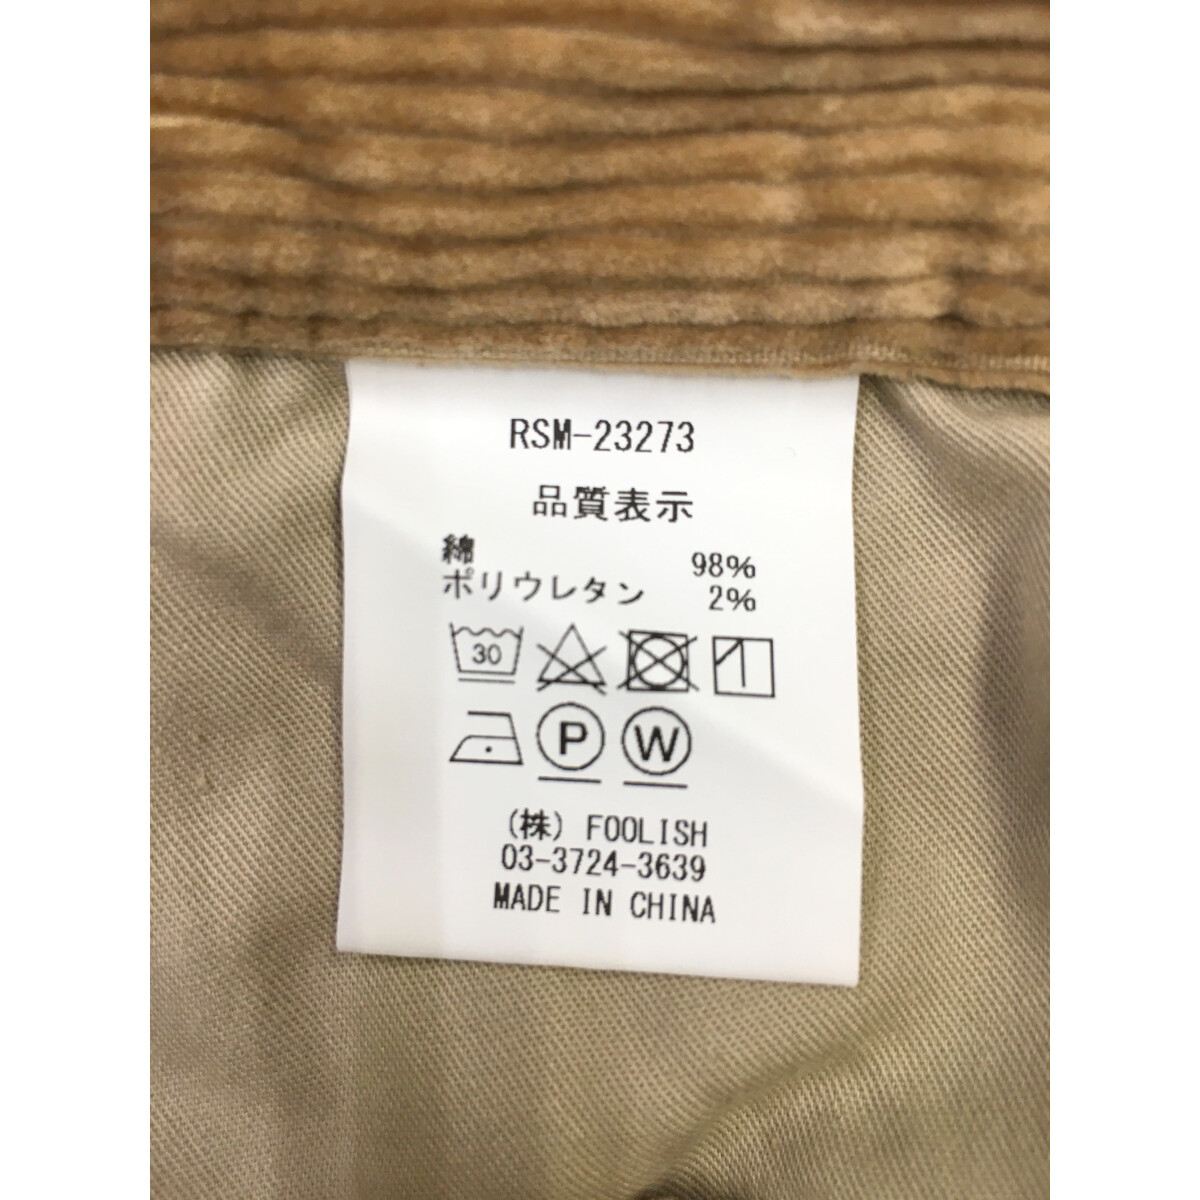 RSM-23273
品質表示
綿 98%
ポリウレタン 2%
30
P W
(株) FOOLISH
03-3724-3639
MADE IN CHINA